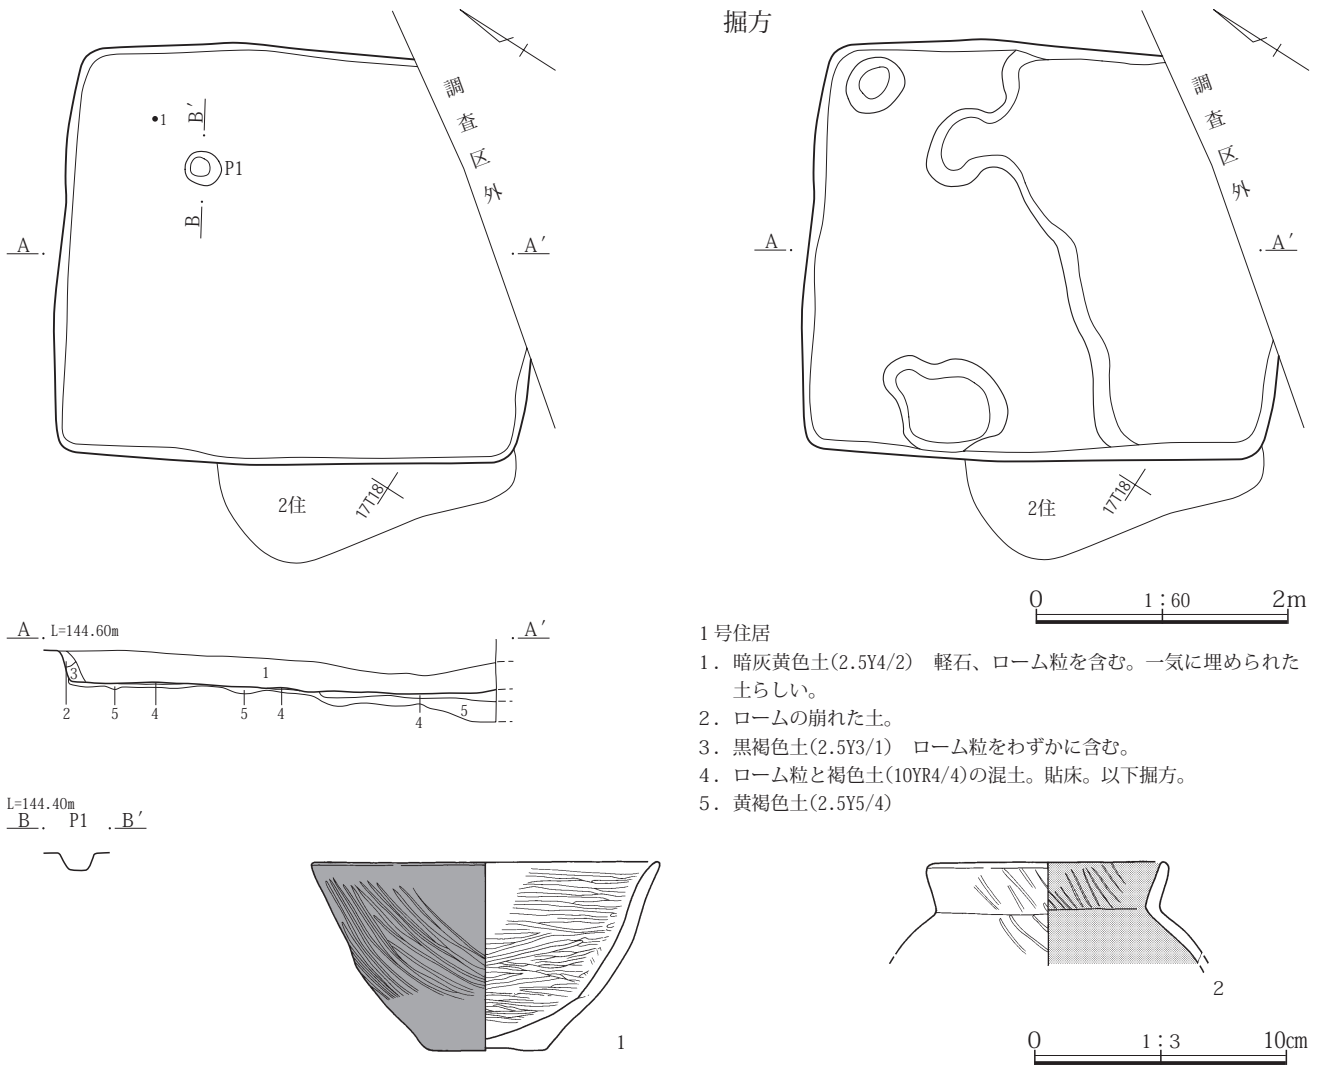 掘方
調査区外
1
B′
P1
B
A
A′
2住
17T18
調査区外
A
A′
2住
17T18
0 1:60 2m
A L=144.60m A′
1
3
2 5 4 5 4 4 5
L=144.40m
B P1 B′
1号住居
1. 暗灰黄色土(2.5Y4/2) 軽石、ローム粒を含む。一気に埋められた
土らしい。
2. ロームの崩れた土。
3. 黒褐色土(2.5Y3/1) ローム粒をわずかに含む。
4. ローム粒と褐色土(10YR4/4)の混土。貼床。以下掘方。
5. 黄褐色土(2.5Y5/4)
1
2
0 1:3 10cm